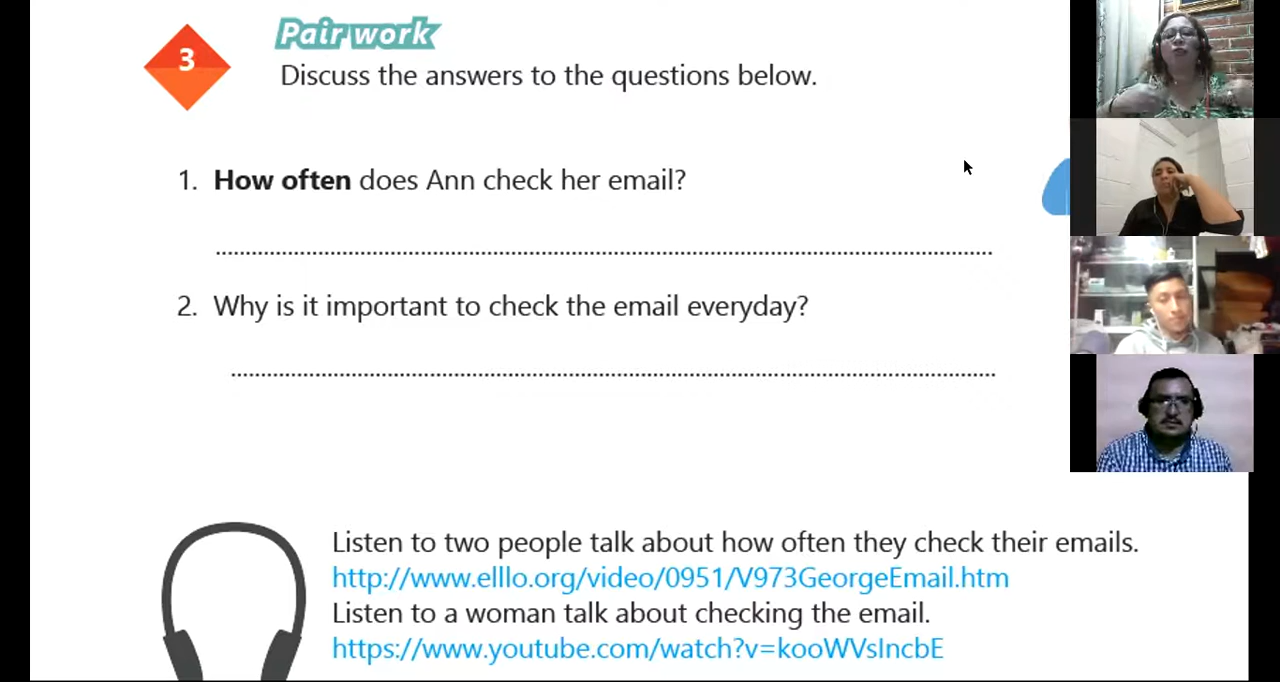 3
Pair work
Discuss the answers to the questions below.
1. How often does Ann check her email?
2. Why is it important to check the email everyday?
Listen to two people talk about how often they check their emails.
http://www.elllo.org/video/0951/V973GeorgeEmail.htm
Listen to a woman talk about checking the email.
https://www.youtube.com/watch?v=kooWVsIncbE